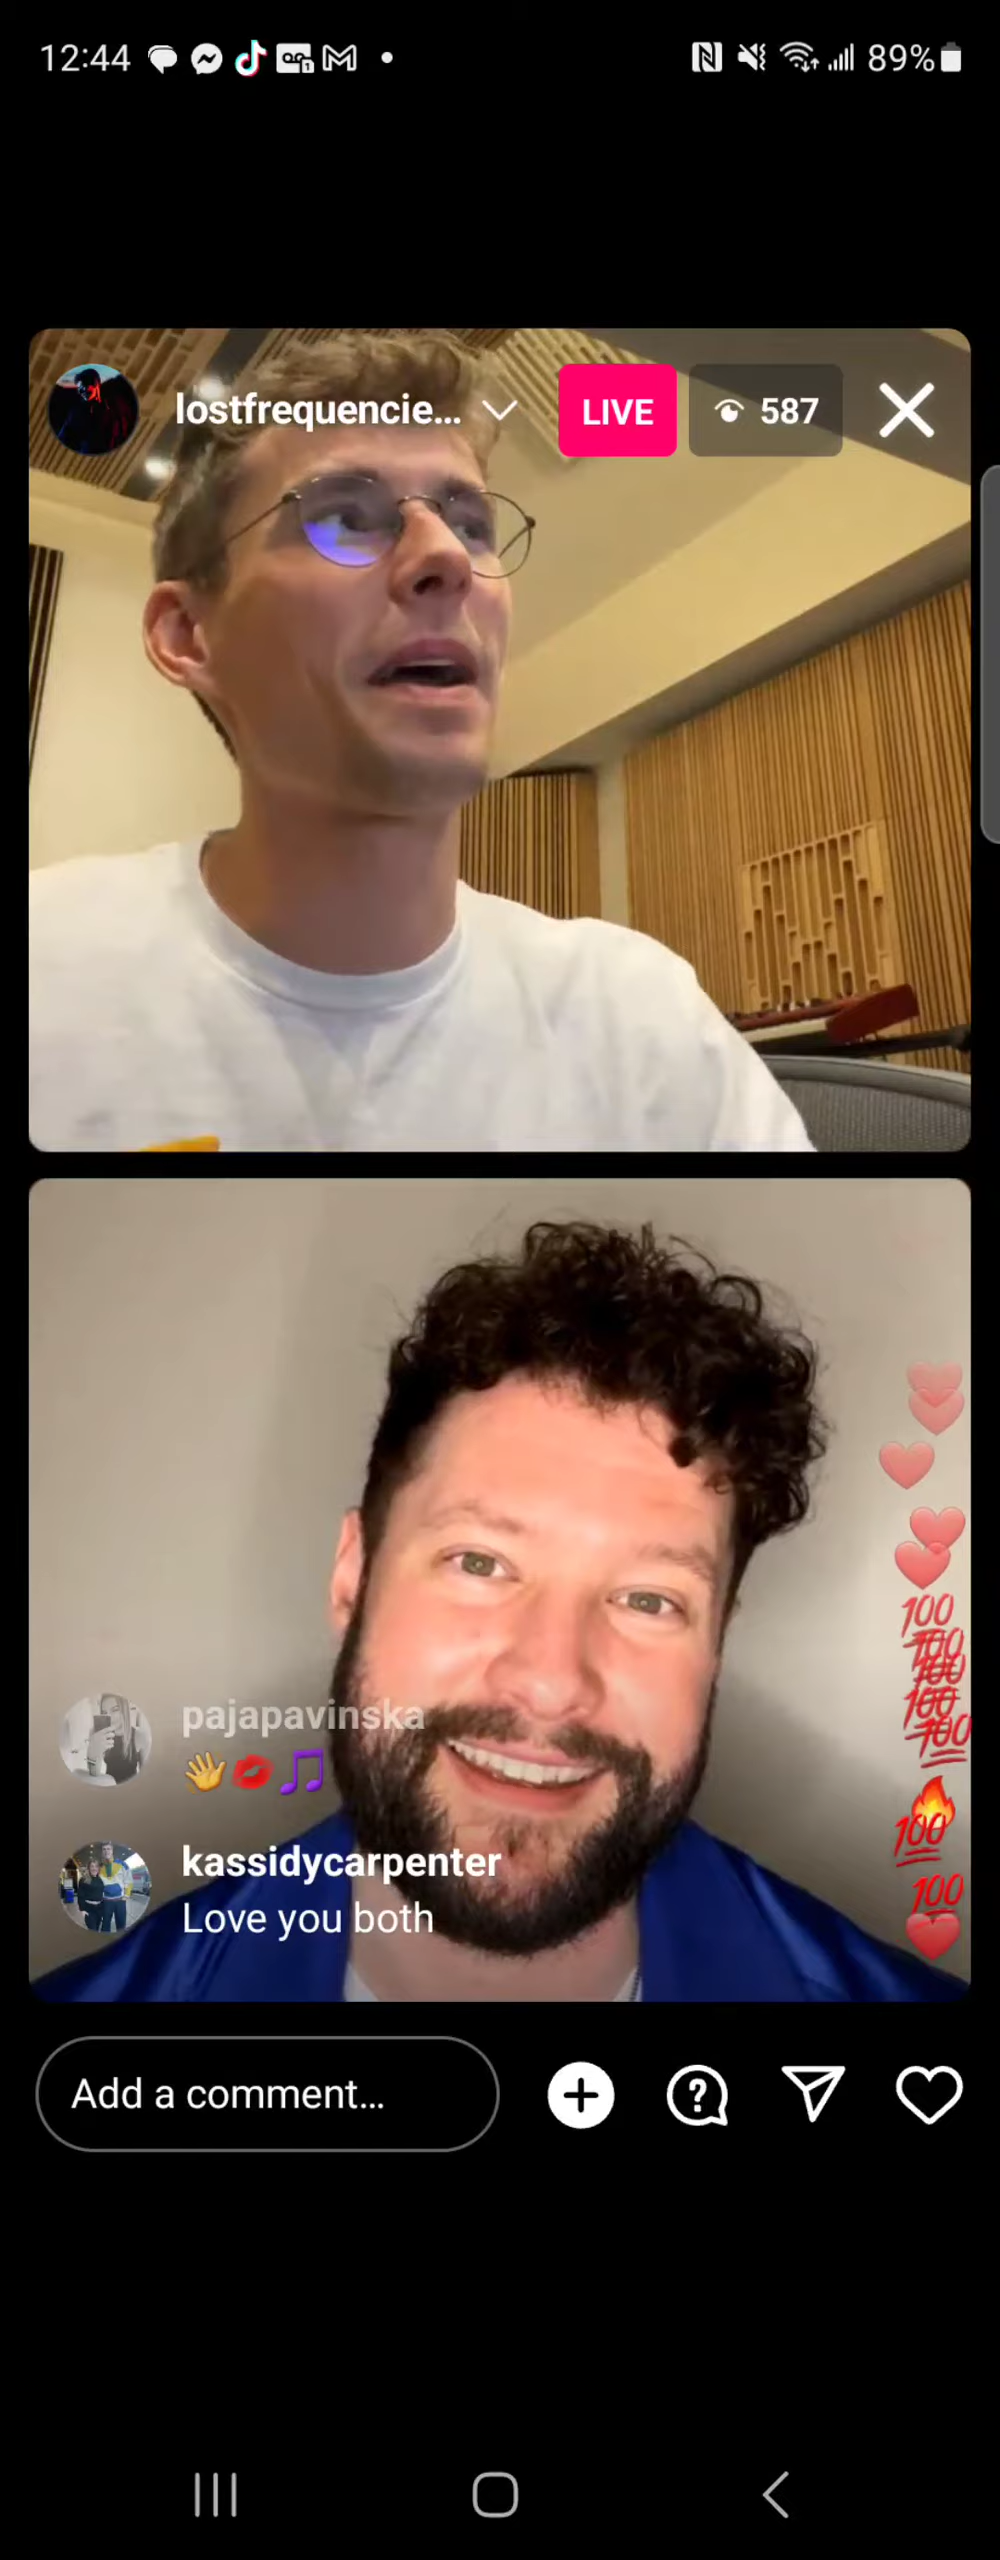 12:44
89%
lostfrequencie...
LIVE
587
pajapavinska
👋💋🎵
kassidycarpenter
Love you both
Add a comment...